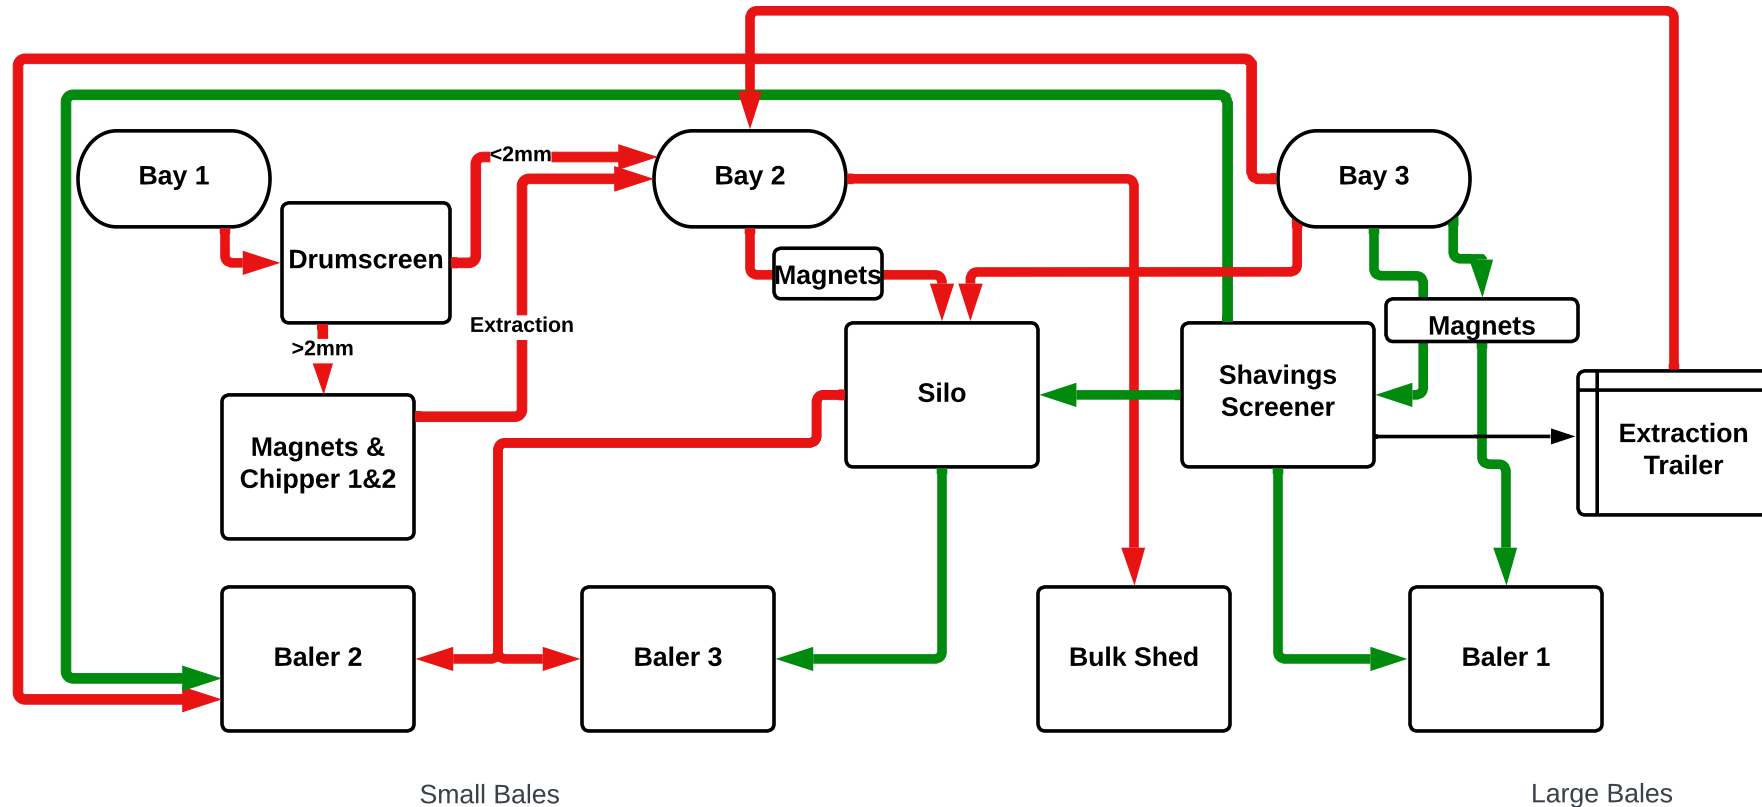 <2mm
Bay 1
Bay 2
Bay 3
Drumscreen
Magnets
Extraction
Magnets
>2mm
Silo
Shavings
Screener
Magnets &
Chipper 1&2
Extraction
Trailer
Baler 2
Baler 3
Bulk Shed
Baler 1
Small Bales
Large Bales